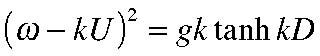 (ω − kU)² = gk tanh kD